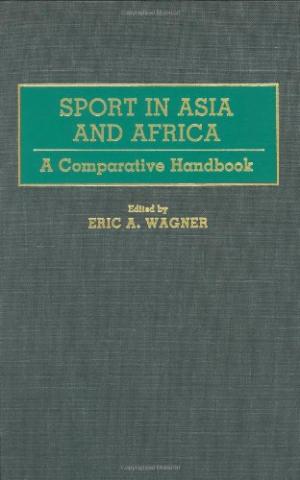 SPORT IN ASIA
AND AFRICA
A Comparative Handbook
Edited by
ERIC A. WAGNER